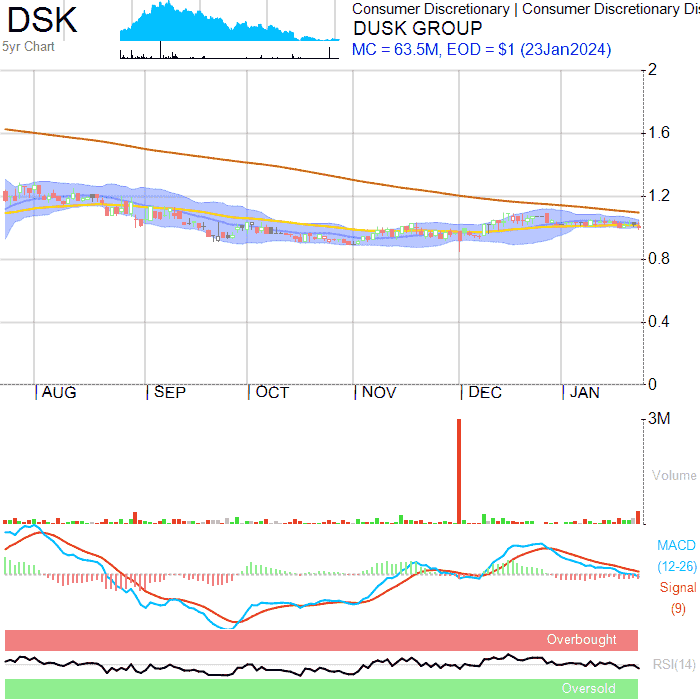 DSK
5yr Chart
Consumer Discretionary | Consumer Discretionary Dis
DUSK GROUP
MC = 63.5M, EOD = $1 (23Jan2024)
2
1.6
1.2
0.8
0.4
0
| AUG | SEP | OCT | NOV | DEC | JAN
3M
Volume
MACD
(12-26)
Signal
(9)
Overbought
RSI(14)
Oversold